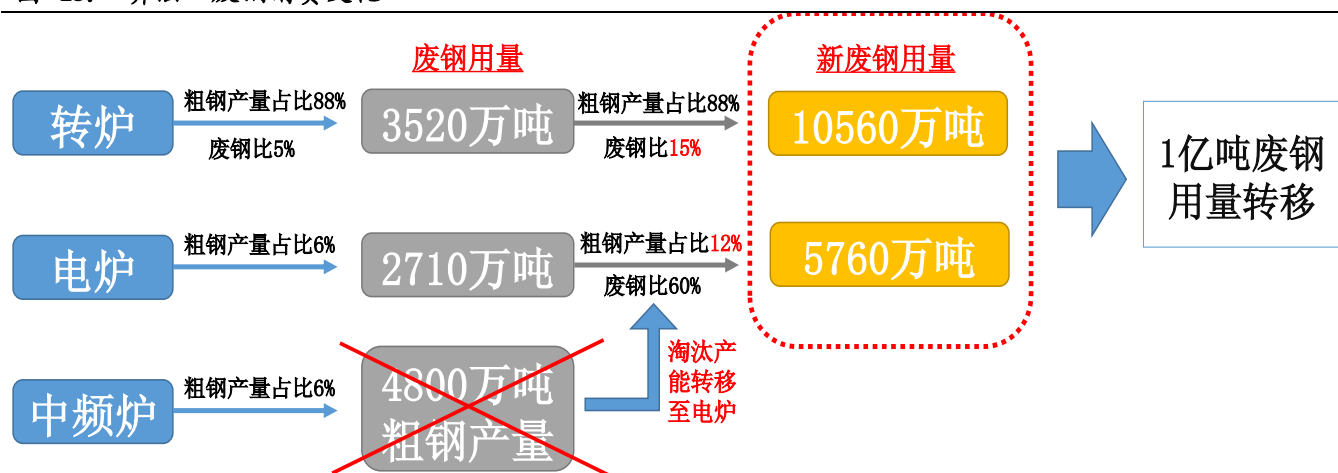 废钢用量
新废钢用量
转炉
粗钢产量占比88%
废钢比5%
3520万吨
粗钢产量占比88%
废钢比15%
10560万吨
1亿吨废钢
用量转移
电炉
粗钢产量占比6%
2710万吨
粗钢产量占比12%
废钢比60%
5760万吨
中频炉
粗钢产量占比6%
4800万吨
粗钢产量
淘汰产
能转移
至电炉